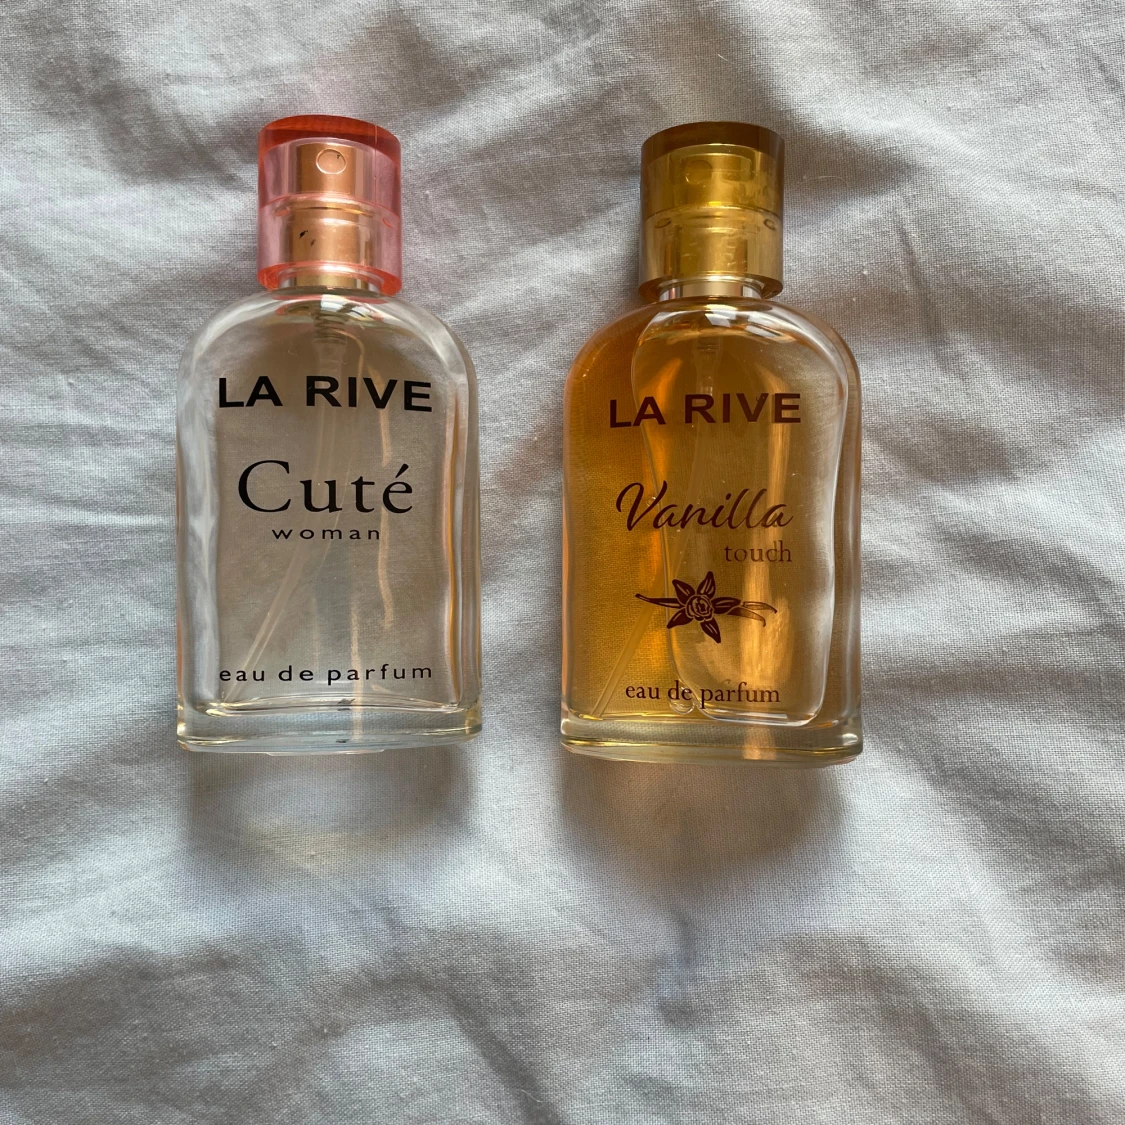 LA RIVE
Cuté
woman
eau de parfum
LA RIVE
Vanilla
touch
eau de parfum